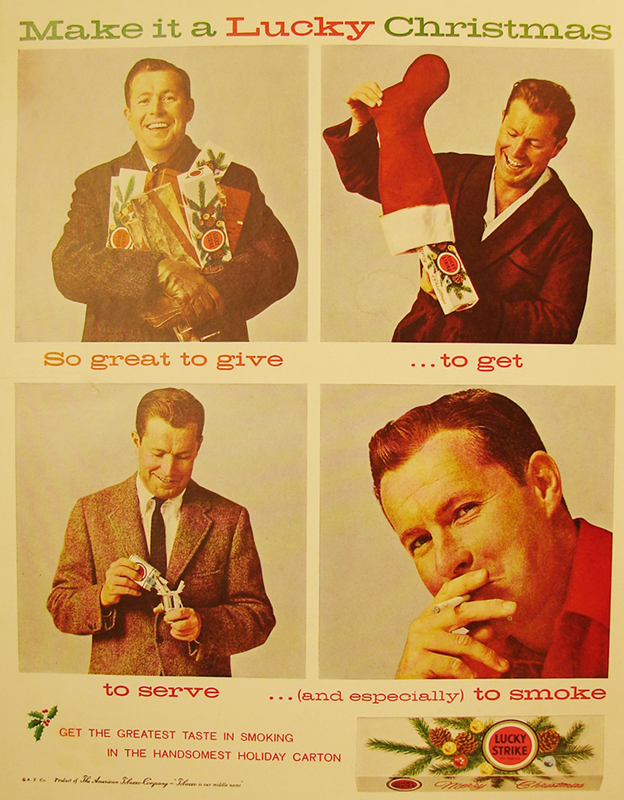 Make it a Lucky Christmas
So great to give
...to get
to serve
...(and especially) to smoke
GET THE GREATEST TASTE IN SMOKING
IN THE HANDSOMEST HOLIDAY CARTON
LUCKY
STRIKE
Merry Christmas
Product of The American Tobacco Company — "Tobacco is our middle name"